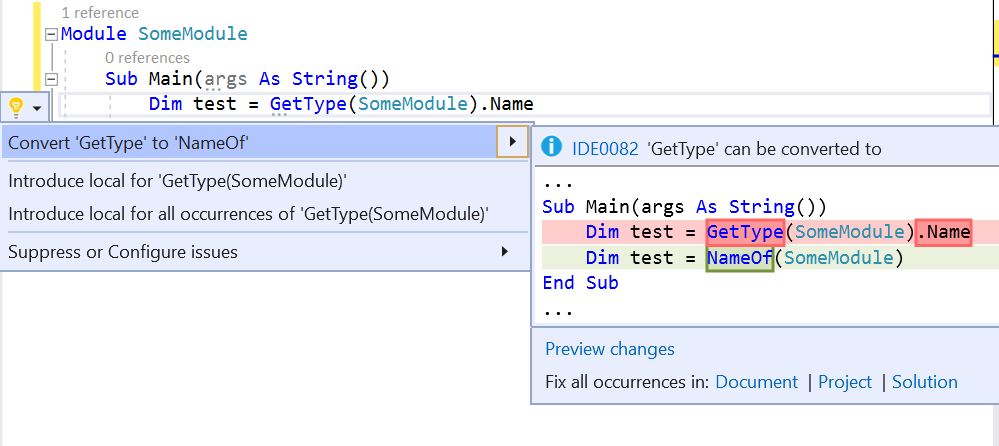 1 reference
Module SomeModule
0 references
Sub Main(args As String())
Dim test = GetType(SomeModule).Name
Convert 'GetType' to 'NameOf'
Introduce local for 'GetType(SomeModule)'
Introduce local for all occurrences of 'GetType(SomeModule)'
Suppress or Configure issues
IDE0082 'GetType' can be converted to
...
Sub Main(args As String())
Dim test = GetType(SomeModule).Name
Dim test = NameOf(SomeModule)
End Sub
...
Preview changes
Fix all occurrences in: Document | Project | Solution